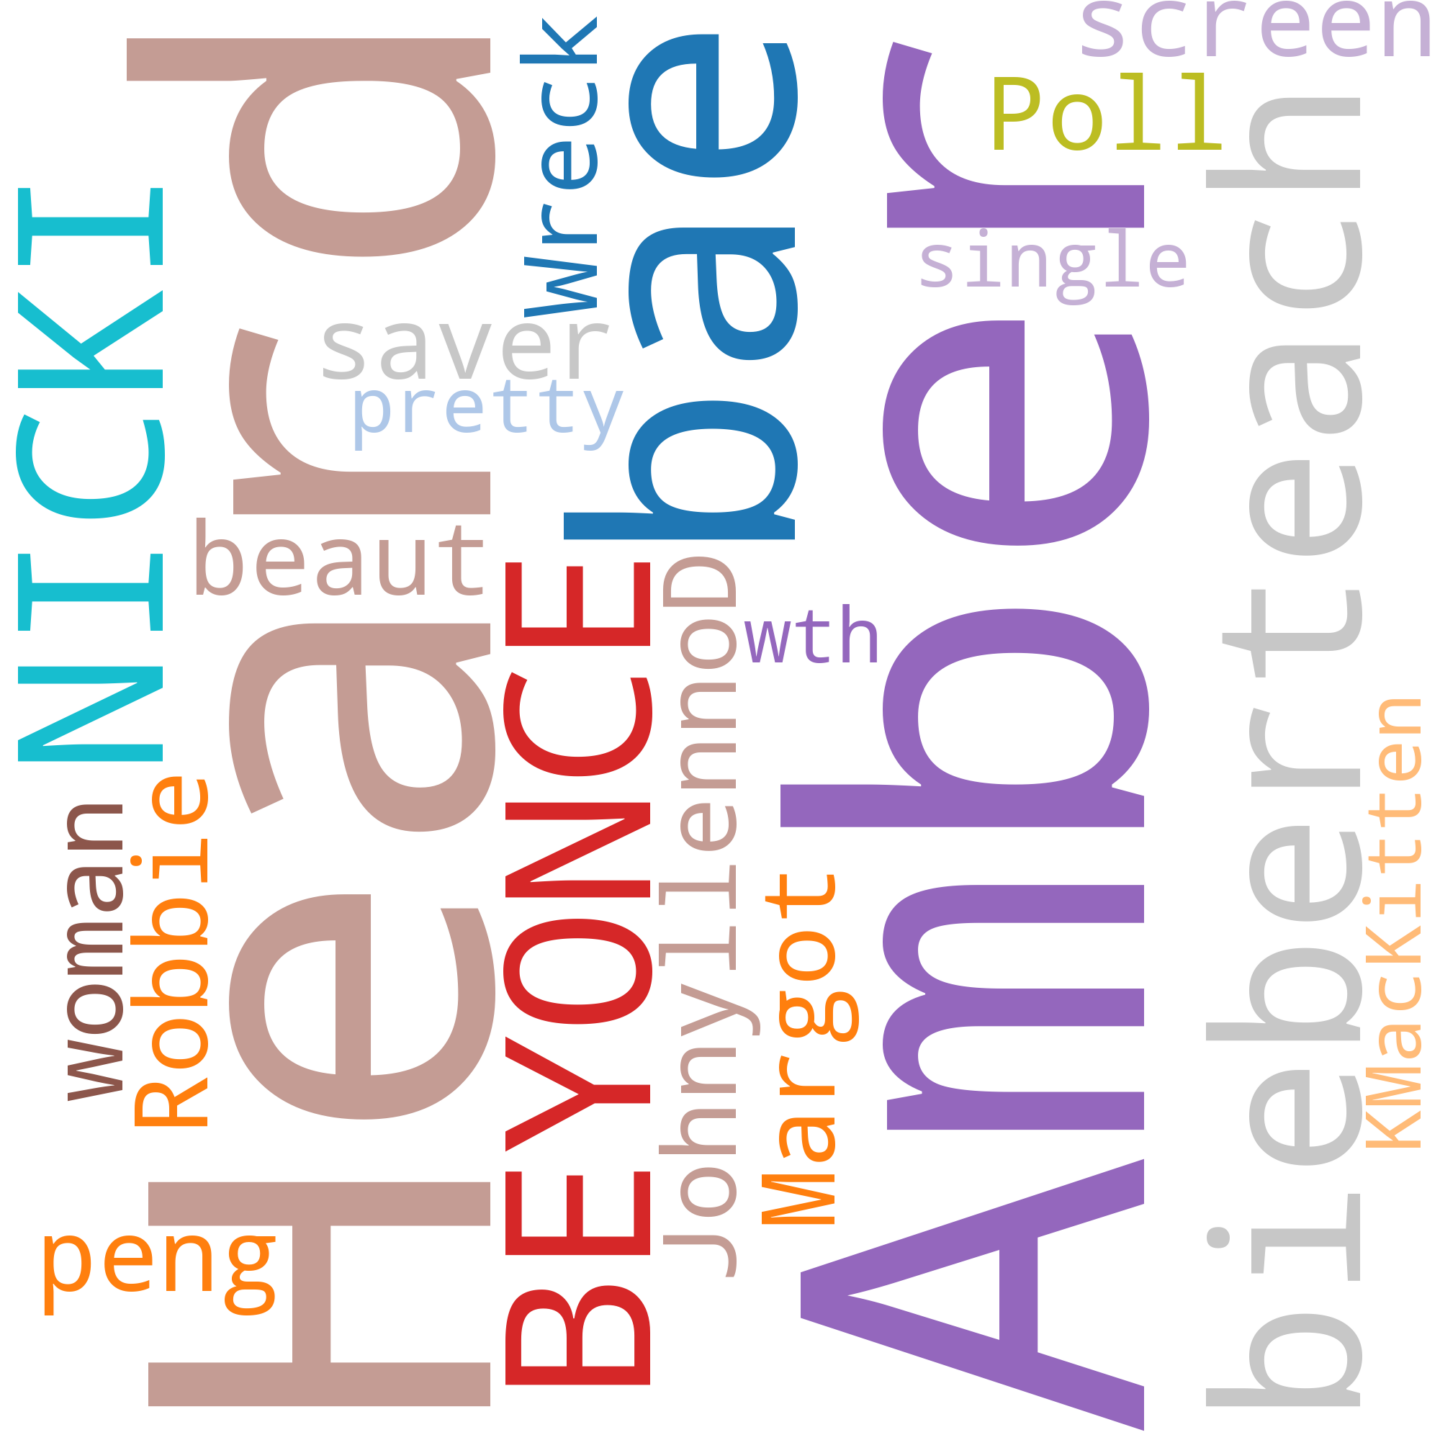 screen
Poll
Wreck
bae
Heard
Amber
bieberteach
NICKI
single
saver
pretty
beaut
BEYONCE
JohnyllennoD
wth
woman
Robbie
Margot
KMacKitten
peng